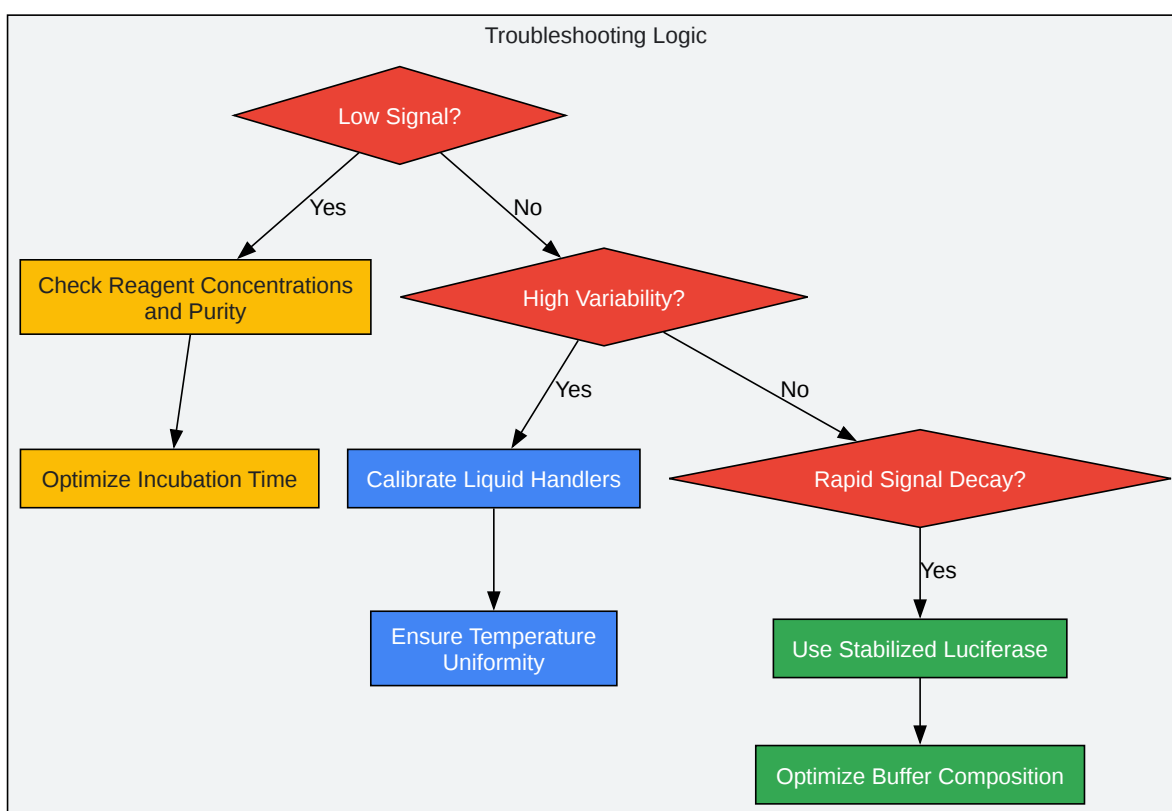 Troubleshooting Logic
Low Signal?
Yes
No
Check Reagent Concentrations
and Purity
High Variability?
Yes
No
Optimize Incubation Time
Calibrate Liquid Handlers
Rapid Signal Decay?
Yes
Ensure Temperature
Uniformity
Use Stabilized Luciferase
Optimize Buffer Composition